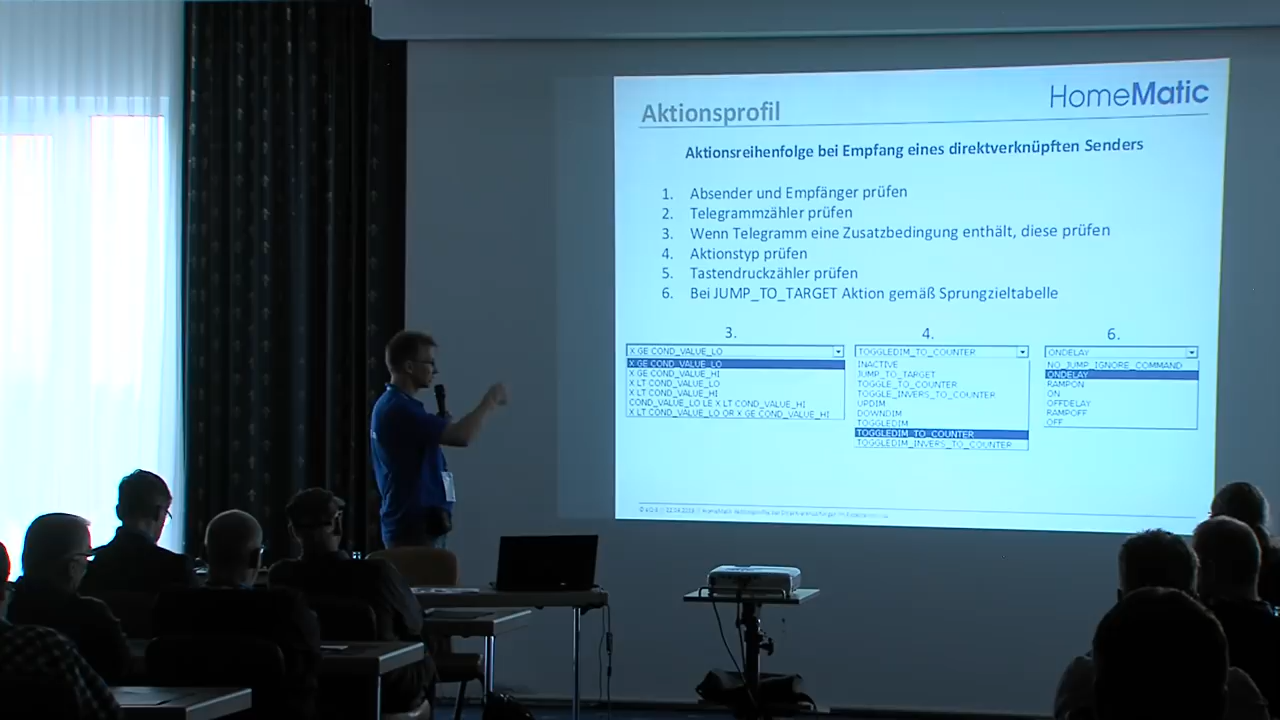 HomeMatic
Aktionsprofil
Aktionsreihenfolge bei Empfang eines direktverknüpften Senders
1. Absender und Empfänger prüfen
2. Telegrammzähler prüfen
3. Wenn Telegramm eine Zusatzbedingung enthält, diese prüfen
4. Aktionstyp prüfen
5. Tastendruckzähler prüfen
6. Bei JUMP_TO_TARGET Aktion gemäß Sprungzieltabelle
3.
X GE COND_VALUE_LO
X GE COND_VALUE_LO
X GE COND_VALUE_HI
X LT COND_VALUE_LO
X LT COND_VALUE_HI
COND_VALUE_LO LE X LT COND_VALUE_HI
X LT COND_VALUE_LO OR X GE COND_VALUE_HI
4.
TOGGLEDIM_TO_COUNTER
INACTIVE
JUMP_TO_TARGET
TOGGLE_TO_COUNTER
TOGGLE_INVERS_TO_COUNTER
UPDIM
DOWNDIM
TOGGLEDIM
TOGGLEDIM_TO_COUNTER
TOGGLEDIM_INVERS_TO_COUNTER
6.
ONDELAY
NO_JUMP_IGNORE_COMMAND
ONDELAY
RAMPON
ON
OFFDELAY
RAMPOFF
OFF